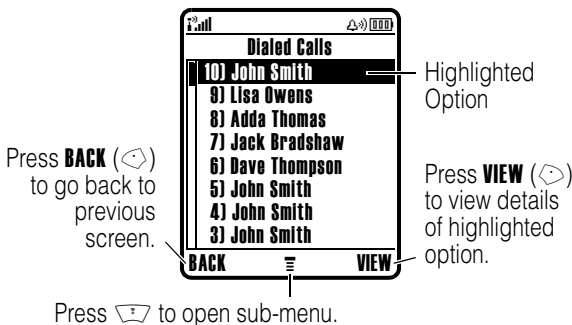 Dialed Calls
10) John Smith
9) Lisa Owens
8) Adda Thomas
7) Jack Bradshaw
6) Dave Thompson
5) John Smith
4) John Smith
3) John Smith
BACK VIEW
Highlighted
Option
Press BACK ( )
to go back to
previous
screen.
Press VIEW ( )
to view details
of highlighted
option.
Press to open sub-menu.